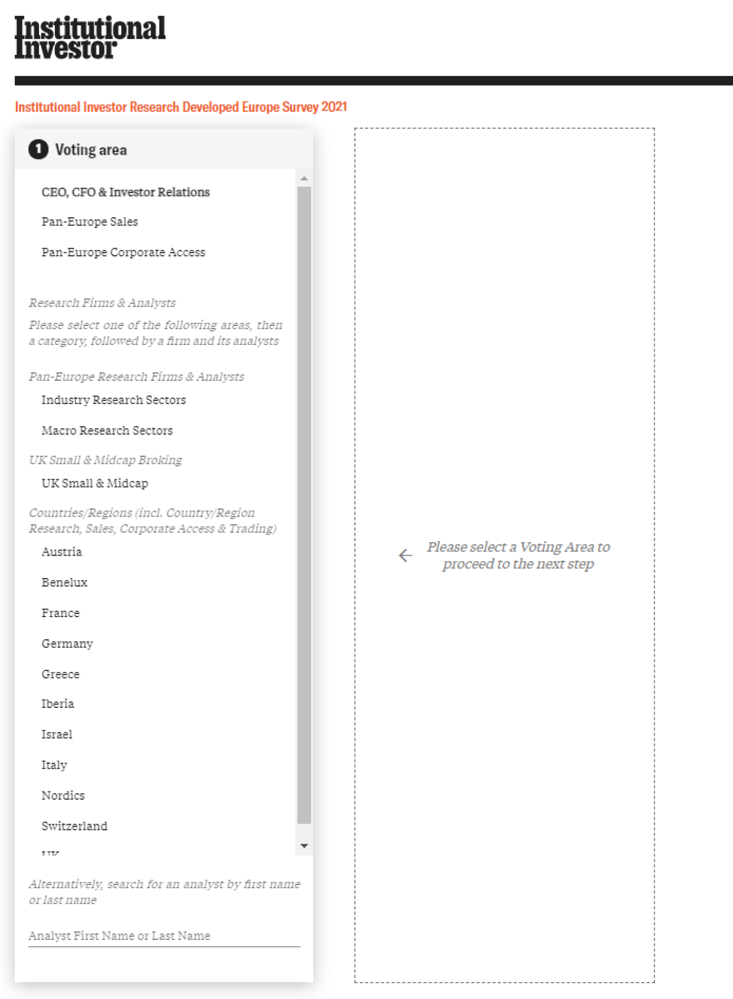 Institutional
Investor
Institutional Investor Research Developed Europe Survey 2021
1 Voting area
CEO, CFO & Investor Relations
Pan-Europe Sales
Pan-Europe Corporate Access
Research Firms & Analysts
Please select one of the following areas, then
a category, followed by a firm and its analysts
Pan-Europe Research Firms & Analysts
Industry Research Sectors
Macro Research Sectors
UK Small & Midcap Broking
UK Small & Midcap
Countries/Regions (incl. Country/Region
Research, Sales, Corporate Access & Trading)
Austria
Benelux
France
Germany
Greece
Iberia
Israel
Italy
Nordics
Switzerland
UK
Alternatively, search for an analyst by first name
or last name
Analyst First Name or Last Name
Please select a Voting Area to
proceed to the next step